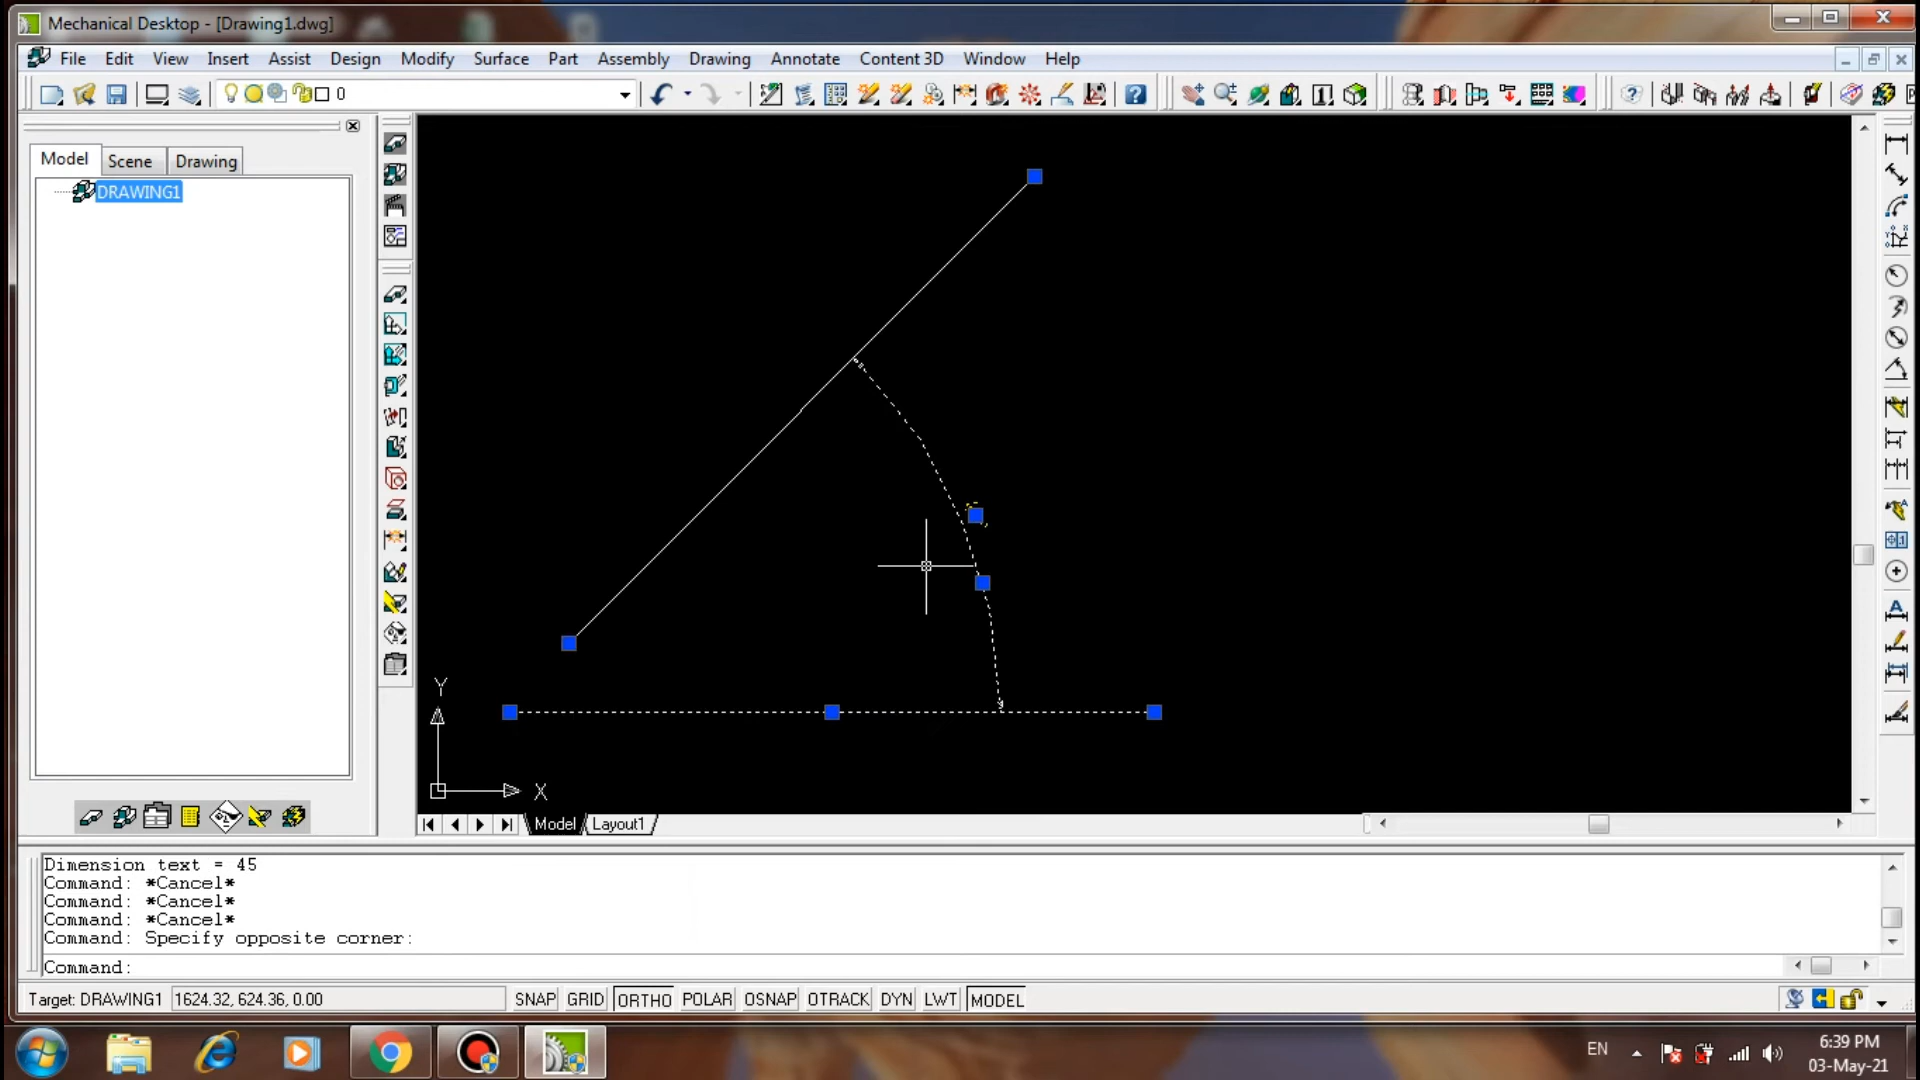 Mechanical Desktop - [Drawing1.dwg]
File Edit View Insert Assist Design Modify Surface Part Assembly Drawing Annotate Content 3D Window Help
0
Model Scene Drawing
DRAWING1
Y
X
Model Layout1
Dimension text = 45
Command: *Cancel*
Command: *Cancel*
Command: *Cancel*
Command: Specify opposite corner:
Command:
Target: DRAWING1 1624.32, 624.36, 0.00 SNAP GRID ORTHO POLAR OSNAP OTRACK DYN LWT MODEL
EN 6:39 PM
03-May-21